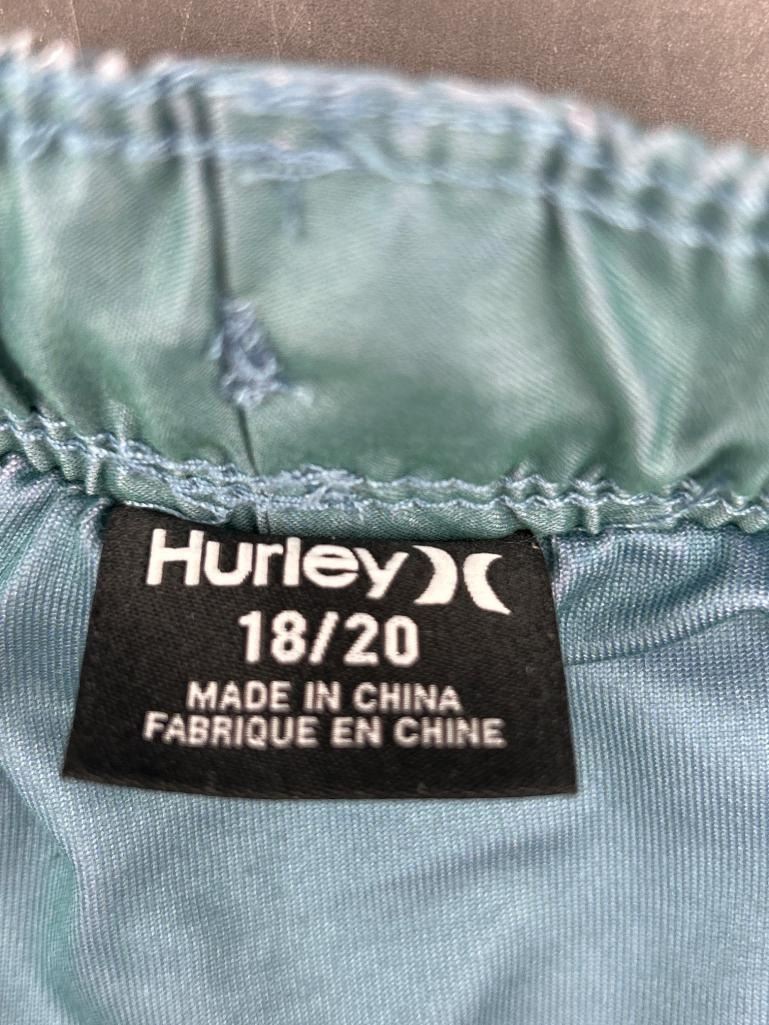 Hurley
18/20
MADE IN CHINA
FABRIQUE EN CHINE